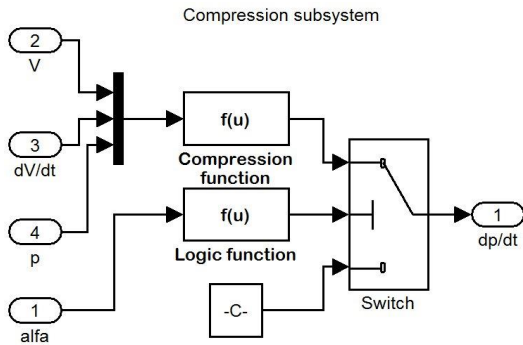 Compression subsystem
2
V
3
dV/dt
4
p
1
alfa
f(u)
Compression
function
f(u)
Logic function
-C-
Switch
1
dp/dt